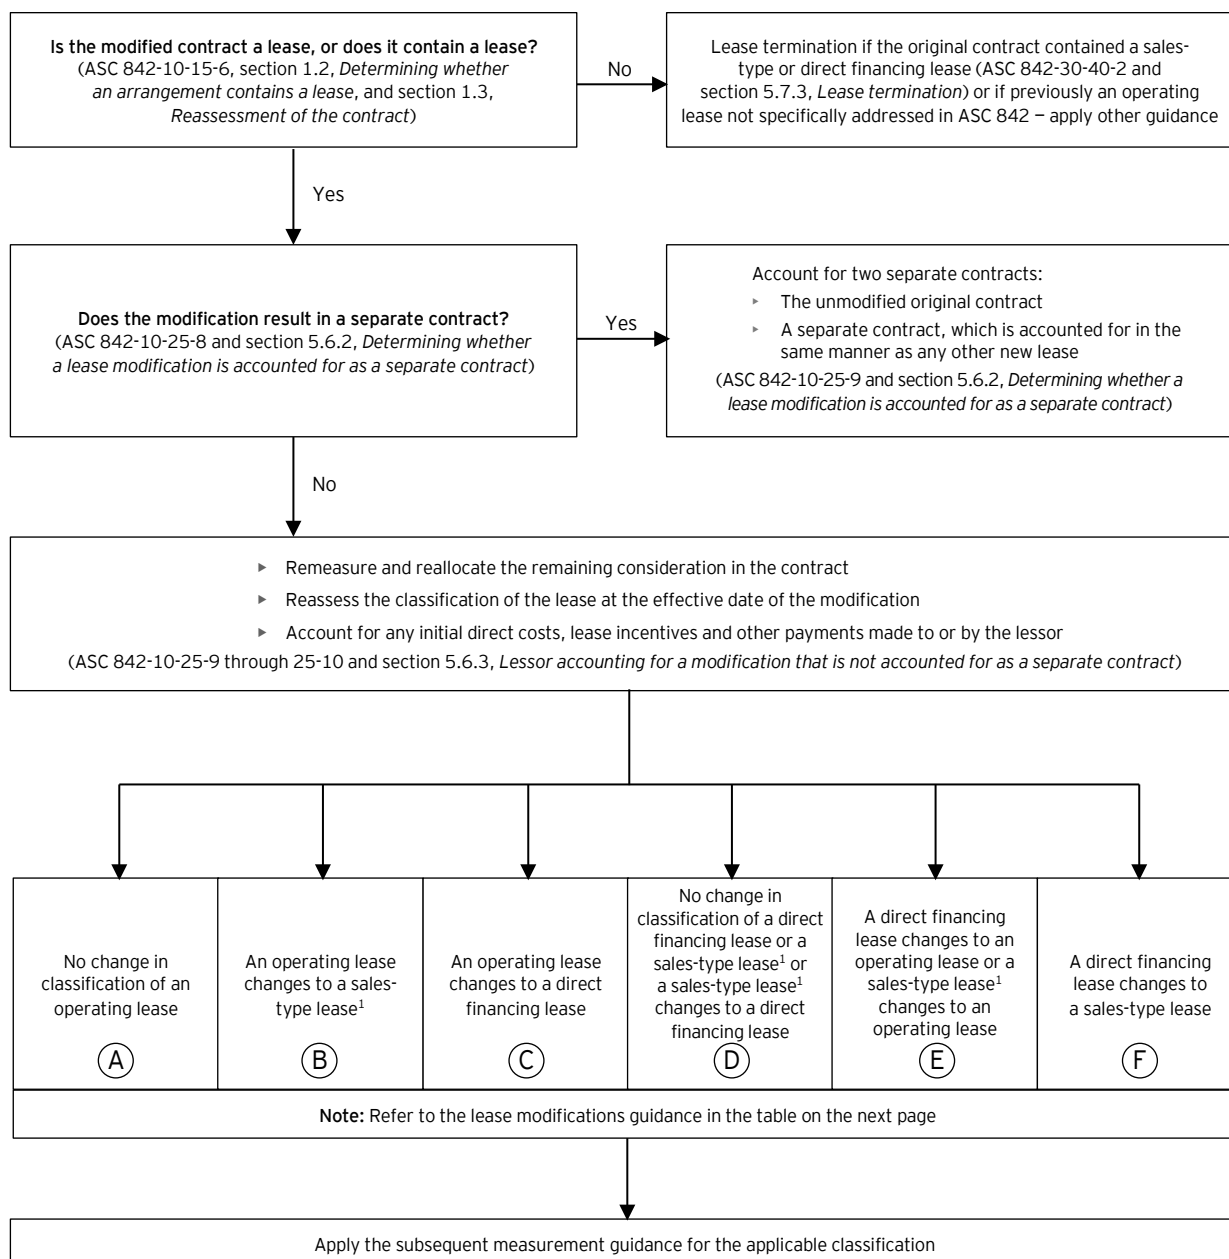 Is the modified contract a lease, or does it contain a lease?
(ASC 842-10-15-6, section 1.2, Determining whether
an arrangement contains a lease, and section 1.3,
Reassessment of the contract)
No
Lease termination if the original contract contained a sales-
type or direct financing lease (ASC 842-30-40-2 and
section 5.7.3, Lease termination) or if previously an operating
lease not specifically addressed in ASC 842 – apply other guidance
Yes
Does the modification result in a separate contract?
(ASC 842-10-25-8 and section 5.6.2, Determining whether
a lease modification is accounted for as a separate contract)
Yes
Account for two separate contracts:
▸ The unmodified original contract
▸ A separate contract, which is accounted for in the
same manner as any other new lease
(ASC 842-10-25-9 and section 5.6.2, Determining whether a
lease modification is accounted for as a separate contract)
No
▸ Remeasure and reallocate the remaining consideration in the contract
▸ Reassess the classification of the lease at the effective date of the modification
▸ Account for any initial direct costs, lease incentives and other payments made to or by the lessor
(ASC 842-10-25-9 through 25-10 and section 5.6.3, Lessor accounting for a modification that is not accounted for as a separate contract)
No change in
classification of an
operating lease
A
An operating lease
changes to a sales-
type lease¹
B
An operating lease
changes to a direct
financing lease
C
No change in
classification of a direct
financing lease or a
sales-type lease¹ or
a sales-type lease¹
changes to a direct
financing lease
D
A direct financing
lease changes to an
operating lease or a
sales-type lease¹
changes to an
operating lease
E
A direct financing
lease changes to
a sales-type lease
F
Note: Refer to the lease modifications guidance in the table on the next page
Apply the subsequent measurement guidance for the applicable classification